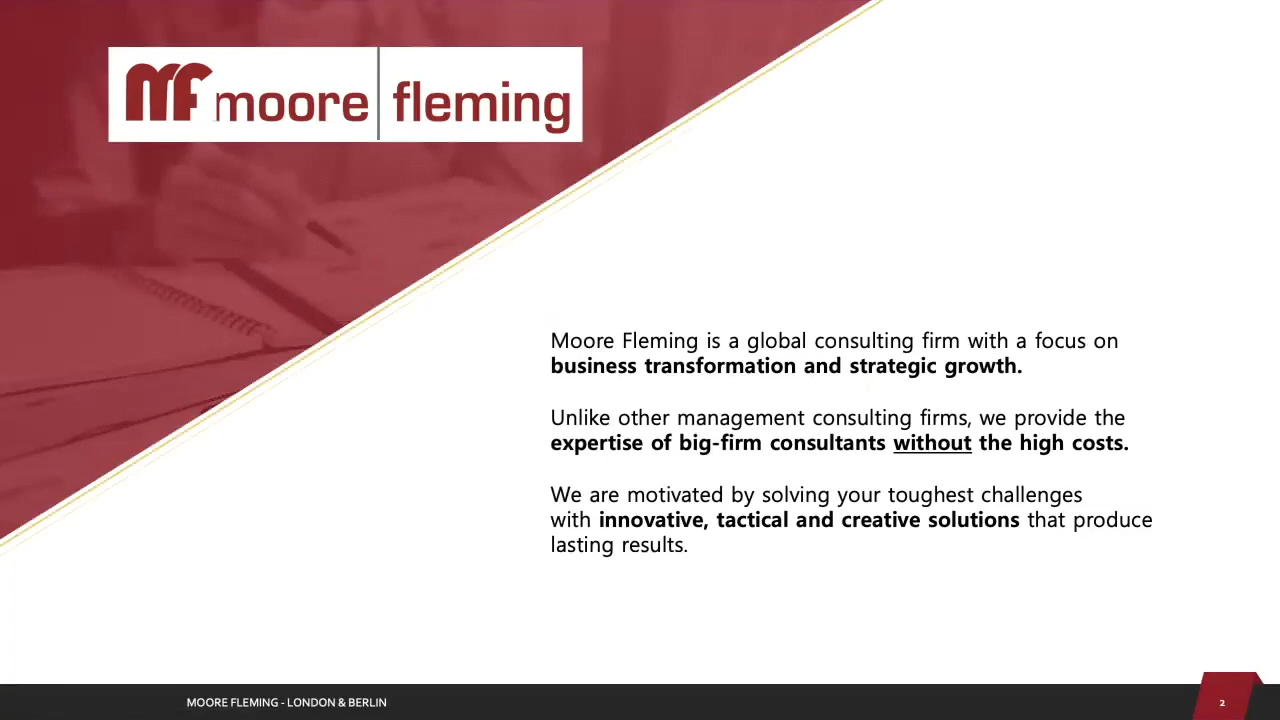 mf moore fleming
Moore Fleming is a global consulting firm with a focus on
business transformation and strategic growth.
Unlike other management consulting firms, we provide the
expertise of big-firm consultants without the high costs.
We are motivated by solving your toughest challenges
with innovative, tactical and creative solutions that produce
lasting results.
MOORE FLEMING - LONDON & BERLIN
2